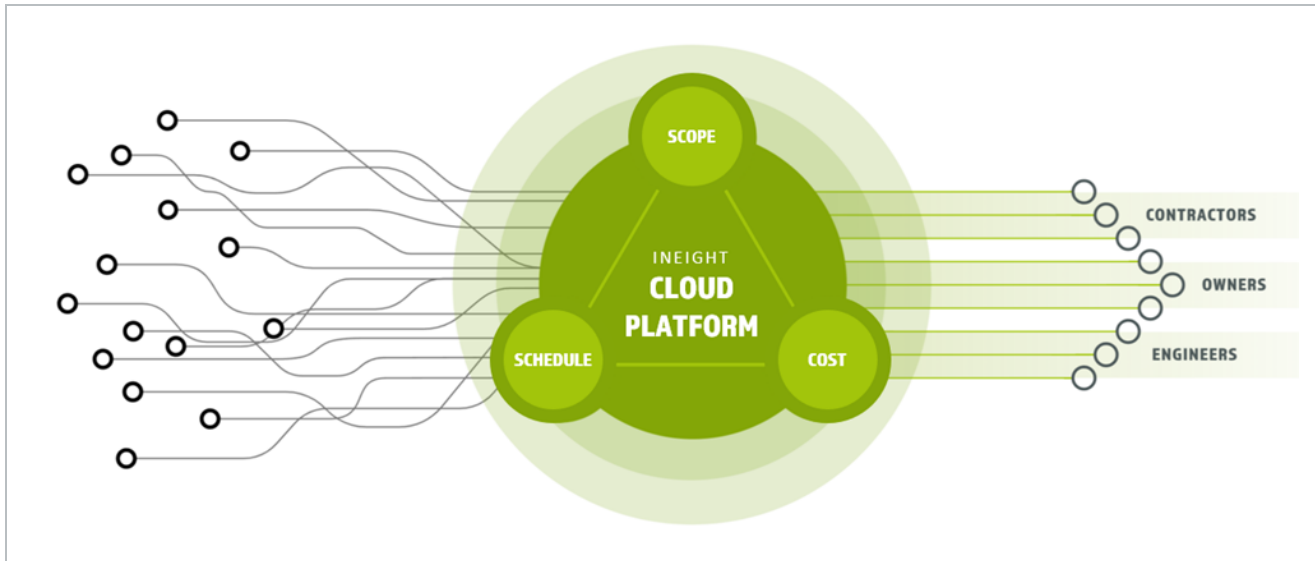 SCOPE
INEIGHT
CLOUD
PLATFORM
SCHEDULE
COST
CONTRACTORS
OWNERS
ENGINEERS